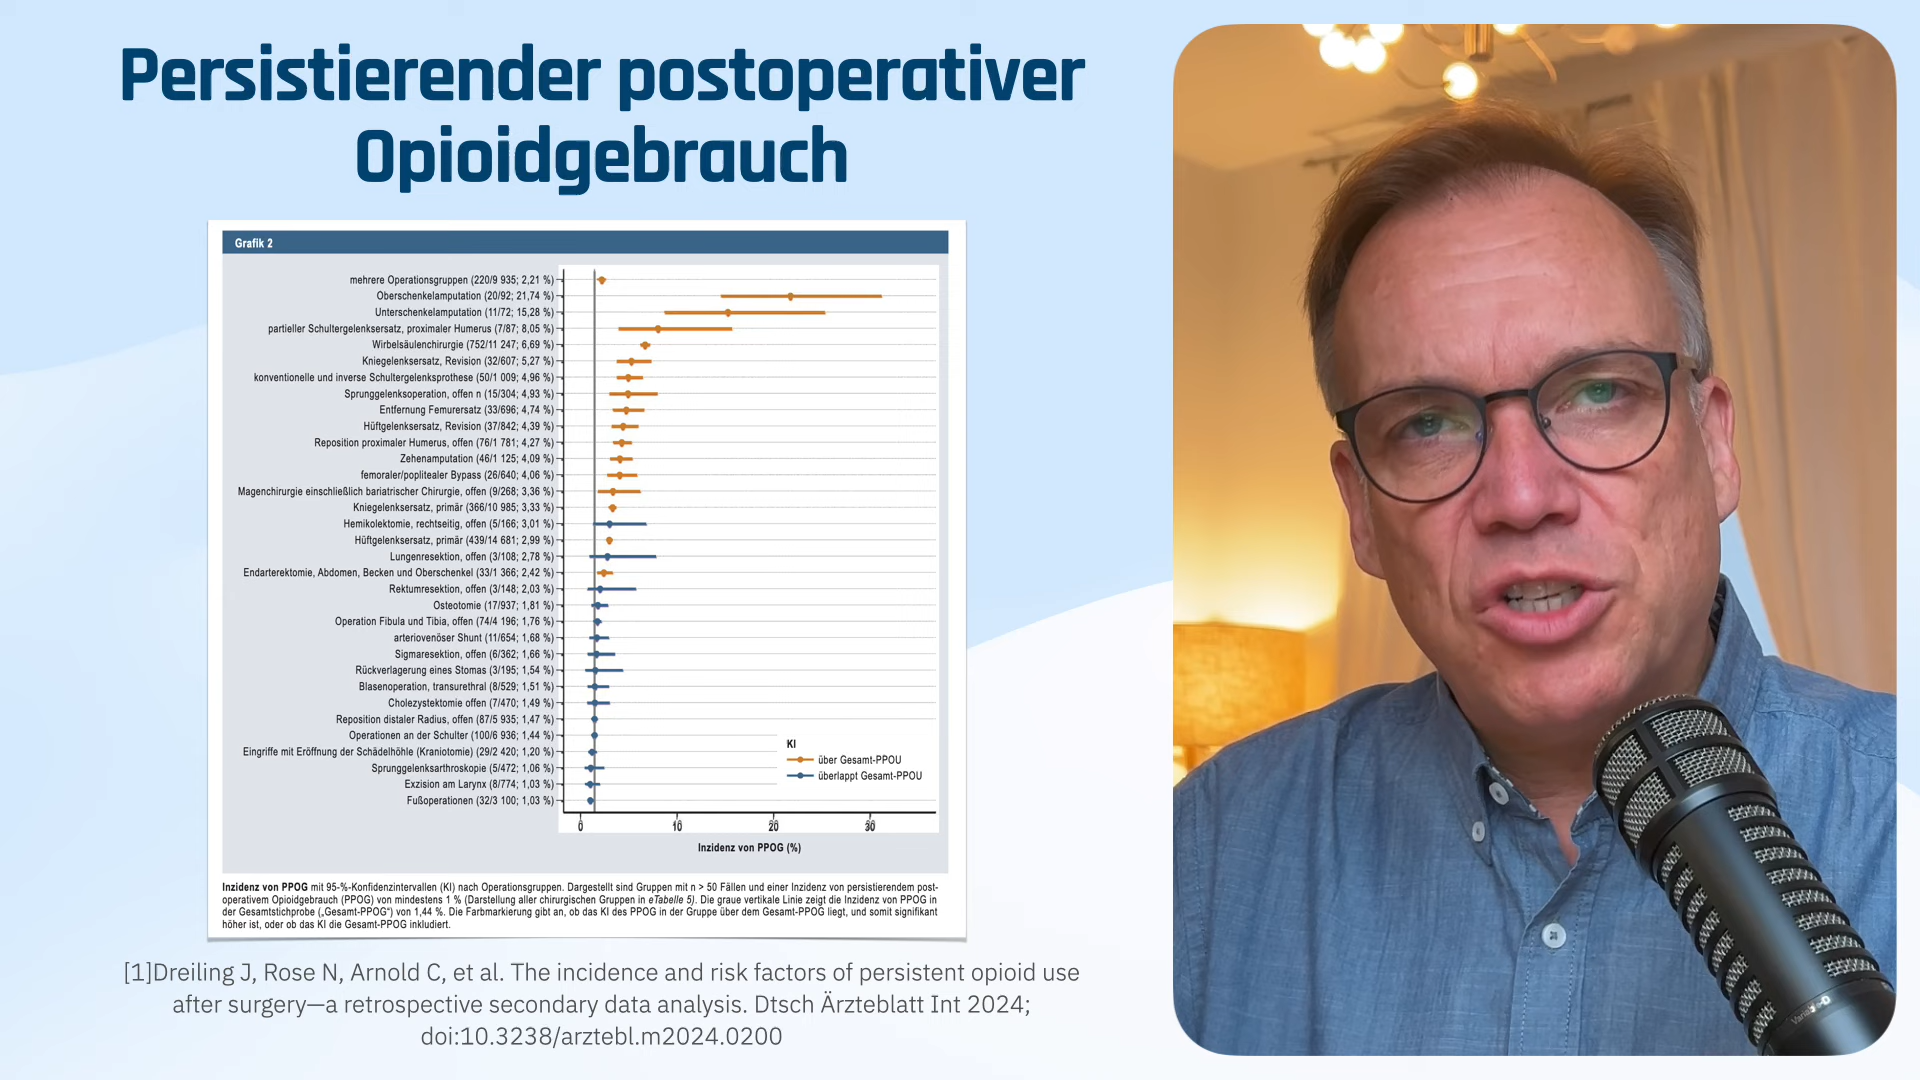 Persistierender postoperativer
Opioidgebrauch
Grafik 2
mehrere Operationsgruppen (220/9 935; 2,21 %)
Oberschenkelamputation (20/92; 21,74 %)
Unterschenkelamputation (11/72; 15,28 %)
partieller Schultergelenksersatz, proximaler Humerus (7/87; 8,05 %)
Wirbelsäulenchirurgie (752/11 247; 6,69 %)
Kniegelenksersatz, Revision (32/607; 5,27 %)
konventionelle und inverse Schultergelenksprothese (50/1 009; 4,96 %)
Sprunggelenksoperation, offen n (15/304; 4,93 %)
Entfernung Femurersatz (33/696; 4,74 %)
Hüftgelenksersatz, Revision (37/842; 4,39 %)
Reposition proximaler Humerus, offen (76/1 781; 4,27 %)
Zehenamputation (46/1 125; 4,09 %)
femoraler/poplitealer Bypass (26/640; 4,06 %)
Magenchirurgie einschließlich bariatrischer Chirurgie, offen (9/268; 3,36 %)
Kniegelenksersatz, primär (366/10 985; 3,33 %)
Hemikolektomie, rechtseitig, offen (5/166; 3,01 %)
Hüftgelenksersatz, primär (439/14 681; 2,99 %)
Lungenresektion, offen (3/108; 2,78 %)
Endarterektomie, Abdomen, Becken und Oberschenkel (33/1 366; 2,42 %)
Rektumresektion, offen (3/148; 2,03 %)
Osteotomie (17/937; 1,81 %)
Operation Fibula und Tibia, offen (74/4 196; 1,76 %)
arteriovenöser Shunt (11/654; 1,68 %)
Sigmaresektion, offen (6/362; 1,66 %)
Rückverlagerung eines Stomas (3/195; 1,54 %)
Blasenoperation, transurethral (8/529; 1,51 %)
Cholezystektomie offen (7/470; 1,49 %)
Reposition distaler Radius, offen (87/5 935; 1,47 %)
Operationen an der Schulter (100/6 936; 1,44 %)
Eingriffe mit Eröffnung der Schädelhöhle (Kraniotomie) (29/2 420; 1,20 %)
Sprunggelenksarthroskopie (5/472; 1,06 %)
Exzision am Larynx (8/774; 1,03 %)
Fußoperationen (32/3 100; 1,03 %)
KI
über Gesamt-PPOU
überlappt Gesamt-PPOU
0 10 20 30
Inzidenz von PPOG (%)
Inzidenz von PPOG mit 95-%-Konfidenzintervallen (KI) nach Operationsgruppen. Dargestellt sind Gruppen mit n > 50 Fällen und einer Inzidenz von persistierendem post-
operativem Opioidgebrauch (PPOG) von mindestens 1 % (Darstellung aller chirurgischen Gruppen in eTabelle 5). Die graue vertikale Linie zeigt die Inzidenz von PPOG in
der Gesamtstichprobe („Gesamt-PPOG“) von 1,44 %. Die Farbmarkierung gibt an, ob das KI des PPOG in der Gruppe über dem Gesamt-PPOG liegt, und somit signifikant
höher ist, oder ob das KI die Gesamt-PPOG inkludiert.
[1]Dreiling J, Rose N, Arnold C, et al. The incidence and risk factors of persistent opioid use
after surgery—a retrospective secondary data analysis. Dtsch Ärzteblatt Int 2024;
doi:10.3238/arztebl.m2024.0200